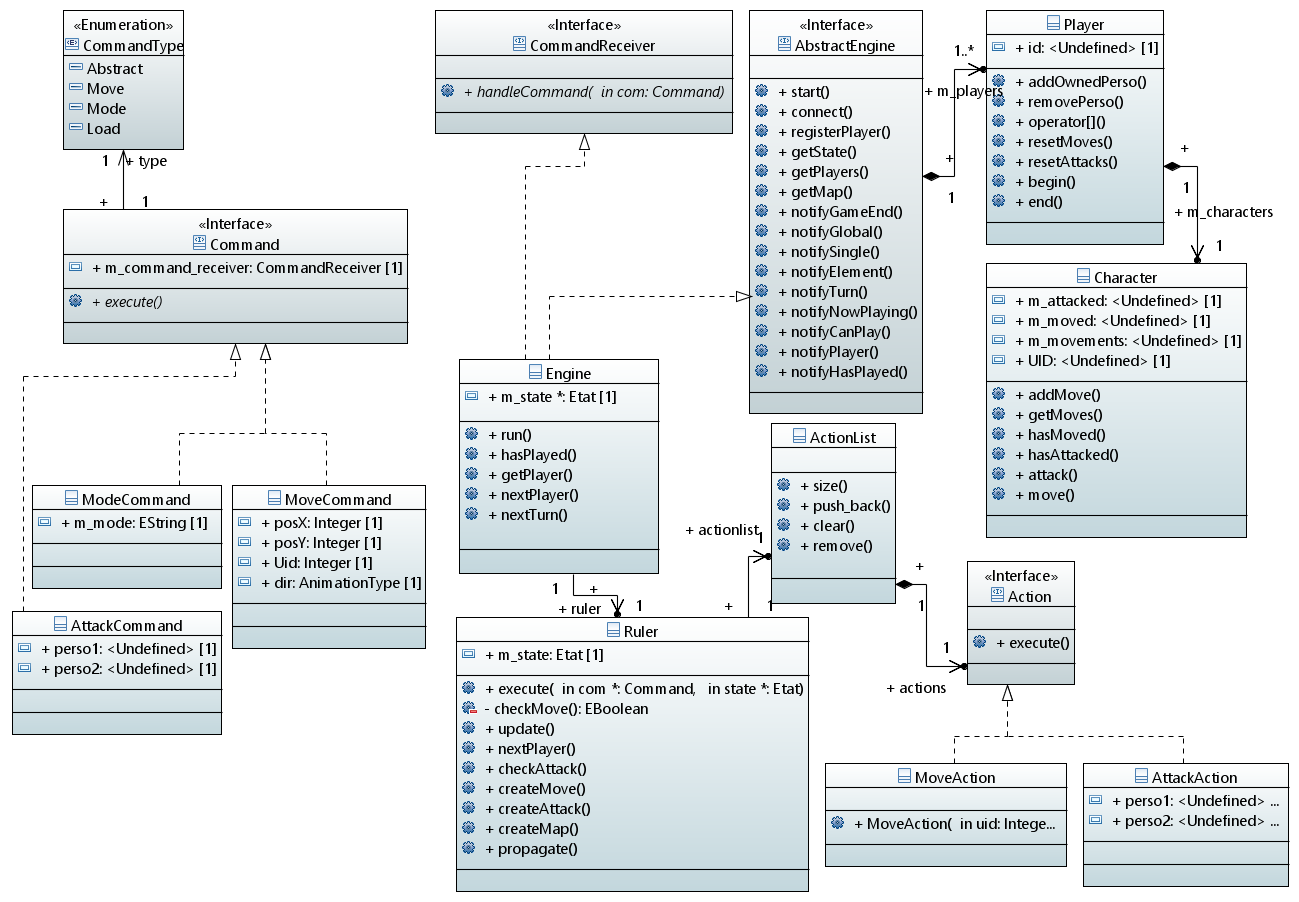 «Enumeration»
CommandType
Abstract
Move
Mode
Load
1
+ type
+
1
«Interface»
Command
+ m_command_receiver: CommandReceiver [1]
+ execute()
ModeCommand
+ m_mode: EString [1]
MoveCommand
+ posX: Integer [1]
+ posY: Integer [1]
+ Uid: Integer [1]
+ dir: AnimationType [1]
AttackCommand
+ perso1: <Undefined> [1]
+ perso2: <Undefined> [1]
«Interface»
CommandReceiver
+ handleCommand( in com: Command)
Engine
+ m_state *: Etat [1]
+ run()
+ hasPlayed()
+ getPlayer()
+ nextPlayer()
+ nextTurn()
1
+
+ ruler
1
Ruler
+ m_state: Etat [1]
+ execute( in com *: Command, in state *: Etat)
- checkMove(): EBoolean
+ update()
+ nextPlayer()
+ checkAttack()
+ createMove()
+ createAttack()
+ createMap()
+ propagate()
«Interface»
AbstractEngine
+ start()
+ connect()
+ registerPlayer()
+ getState()
+ getPlayers()
+ getMap()
+ notifyGameEnd()
+ notifyGlobal()
+ notifySingle()
+ notifyElement()
+ notifyTurn()
+ notifyNowPlaying()
+ notifyCanPlay()
+ notifyPlayer()
+ notifyHasPlayed()
1..*
+ m_players
+
1
Player
+ id: <Undefined> [1]
+ addOwnedPerso()
+ removePerso()
+ operator[]()
+ resetMoves()
+ resetAttacks()
+ begin()
+ end()
+
1
+ m_characters
1
Character
+ m_attacked: <Undefined> [1]
+ m_moved: <Undefined> [1]
+ m_movements: <Undefined> [1]
+ UID: <Undefined> [1]
+ addMove()
+ getMoves()
+ hasMoved()
+ hasAttacked()
+ attack()
+ move()
ActionList
+ size()
+ push_back()
+ clear()
+ remove()
+ actionlist
1
+
1
+
1
1
+ actions
«Interface»
Action
+ execute()
MoveAction
+ MoveAction( in uid: Intege...
AttackAction
+ perso1: <Undefined> ...
+ perso2: <Undefined> ...